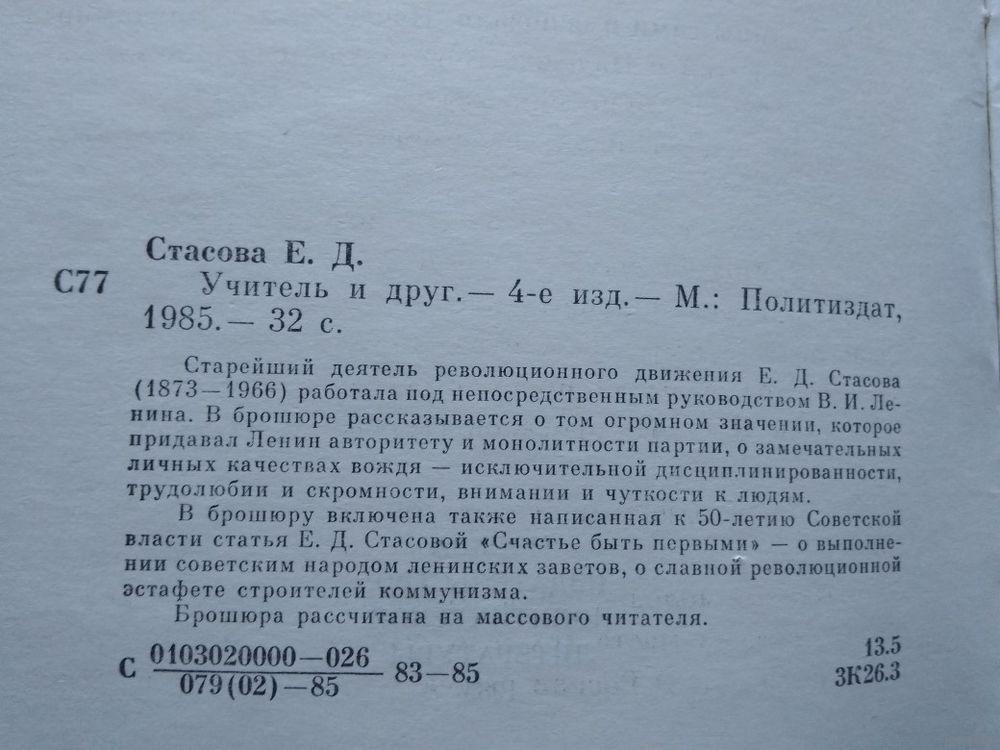 Стасова Е. Д.
С77 Учитель и друг.— 4-е изд.— М.: Политиздат,
1985.— 32 с.
Старейший деятель революционного движения Е. Д. Стасова
(1873—1966) работала под непосредственным руководством В. И. Ле-
нина. В брошюре рассказывается о том огромном значении, которое
придавал Ленин авторитету и монолитности партии, о замечательных
личных качествах вождя — исключительной дисциплинированности,
трудолюбии и скромности, внимании и чуткости к людям.
В брошюру включена также написанная к 50-летию Советской
власти статья Е. Д. Стасовой «Счастье быть первыми» — о выполне-
нии советским народом ленинских заветов, о славной революционной
эстафете строителей коммунизма.
Брошюра рассчитана на массового читателя.
С 0103020000—026 83—85
079(02)—85
13.5
3К26.3